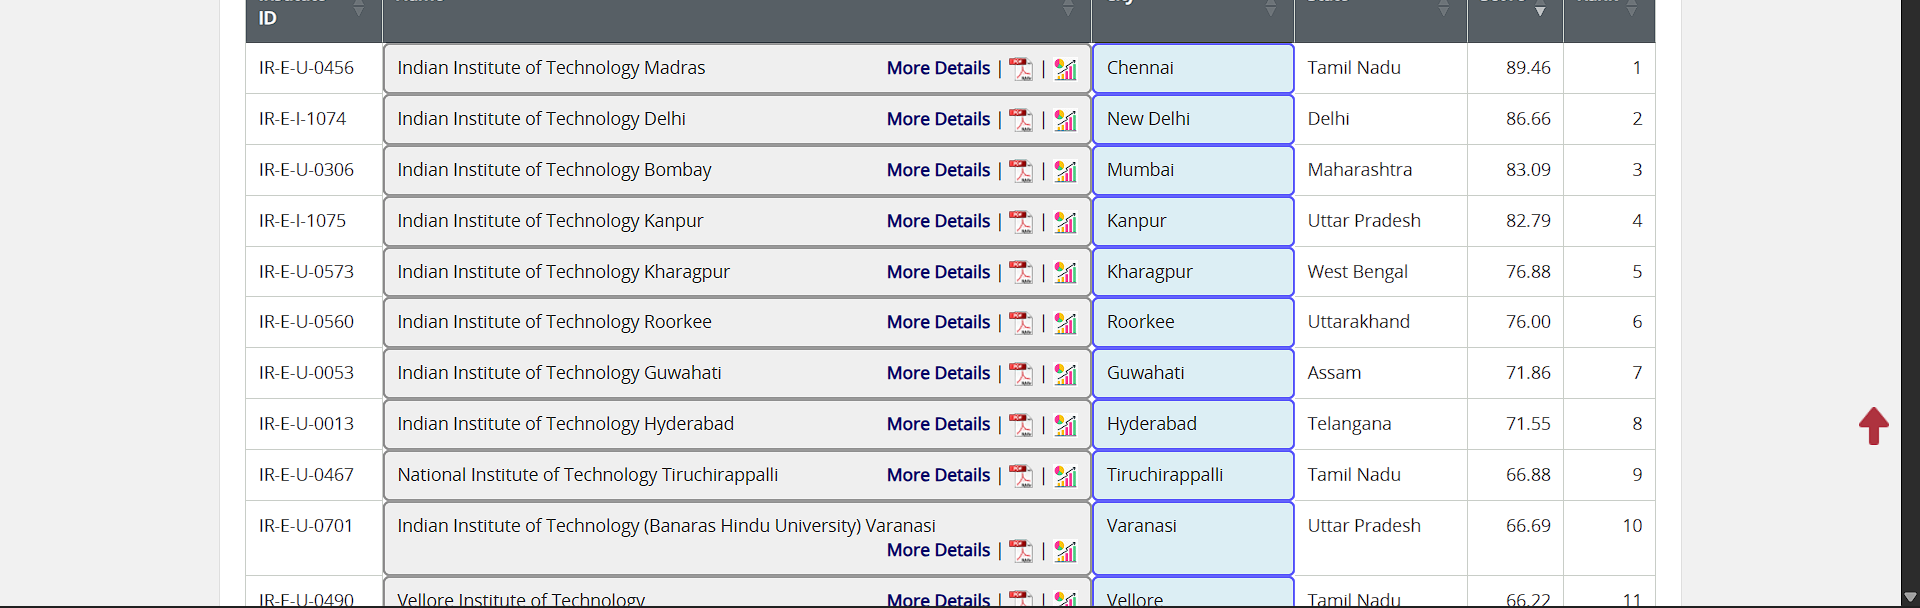 ID
IR-E-U-0456 Indian Institute of Technology Madras More Details | | Chennai Tamil Nadu 89.46 1
IR-E-I-1074 Indian Institute of Technology Delhi More Details | | New Delhi Delhi 86.66 2
IR-E-U-0306 Indian Institute of Technology Bombay More Details | | Mumbai Maharashtra 83.09 3
IR-E-I-1075 Indian Institute of Technology Kanpur More Details | | Kanpur Uttar Pradesh 82.79 4
IR-E-U-0573 Indian Institute of Technology Kharagpur More Details | | Kharagpur West Bengal 76.88 5
IR-E-U-0560 Indian Institute of Technology Roorkee More Details | | Roorkee Uttarakhand 76.00 6
IR-E-U-0053 Indian Institute of Technology Guwahati More Details | | Guwahati Assam 71.86 7
IR-E-U-0013 Indian Institute of Technology Hyderabad More Details | | Hyderabad Telangana 71.55 8
IR-E-U-0467 National Institute of Technology Tiruchirappalli More Details | | Tiruchirappalli Tamil Nadu 66.88 9
IR-E-U-0701 Indian Institute of Technology (Banaras Hindu University) Varanasi Varanasi Uttar Pradesh 66.69 10
More Details | |
IR-E-U-0490 Vellore Institute of Technology More Details | | Vellore Tamil Nadu 66.22 11